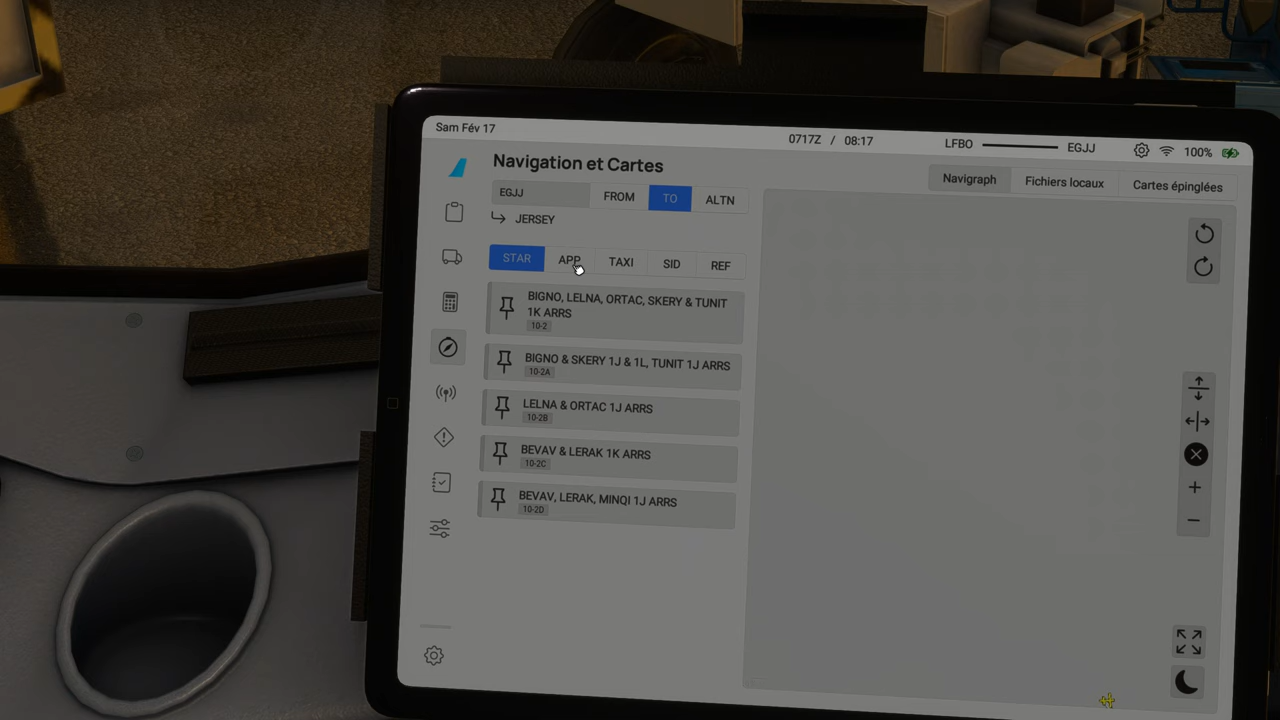 Sam Fév 17
0717Z / 08:17
LFBO EGJJ
100%
Navigation et Cartes
Navigraph Fichiers locaux Cartes épinglées
EGJJ FROM TO ALTN
JERSEY
STAR APP TAXI SID REF
BIGNO, LELNA, ORTAC, SKERY & TUNIT
1K ARRS
10-2
BIGNO & SKERY 1J & 1L, TUNIT 1J ARRS
10-2A
LELNA & ORTAC 1J ARRS
10-2B
BEVAV & LERAK 1K ARRS
10-2C
BEVAV, LERAK, MINQI 1J ARRS
10-2D